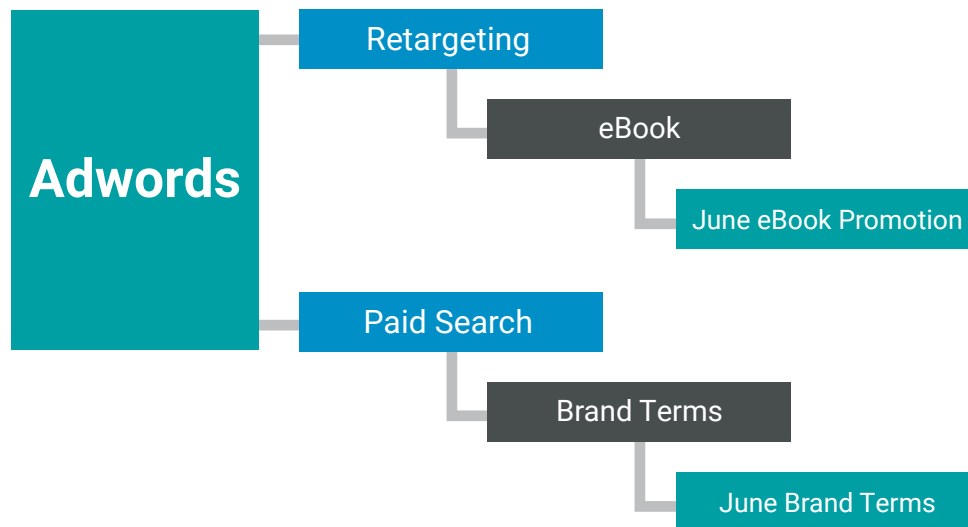 Adwords
Retargeting
eBook
June eBook Promotion
Paid Search
Brand Terms
June Brand Terms